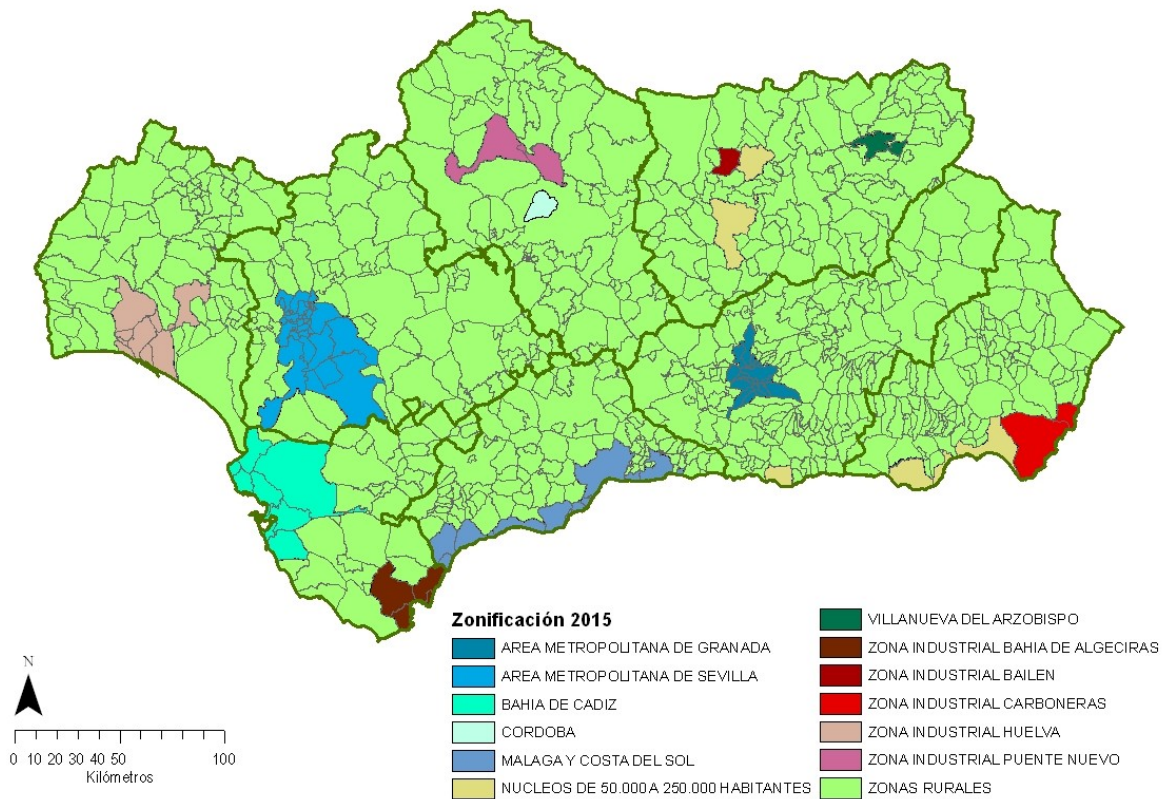 Zonificación 2015
AREA METROPOLITANA DE GRANADA
AREA METROPOLITANA DE SEVILLA
BAHIA DE CADIZ
CORDOBA
MALAGA Y COSTA DEL SOL
NUCLEOS DE 50.000 A 250.000 HABITANTES
VILLANUEVA DEL ARZOBISPO
ZONA INDUSTRIAL BAHIA DE ALGECIRAS
ZONA INDUSTRIAL BAILEN
ZONA INDUSTRIAL CARBONERAS
ZONA INDUSTRIAL HUELVA
ZONA INDUSTRIAL PUENTE NUEVO
ZONAS RURALES
N
0 10 20 30 40 50 100
Kilómetros